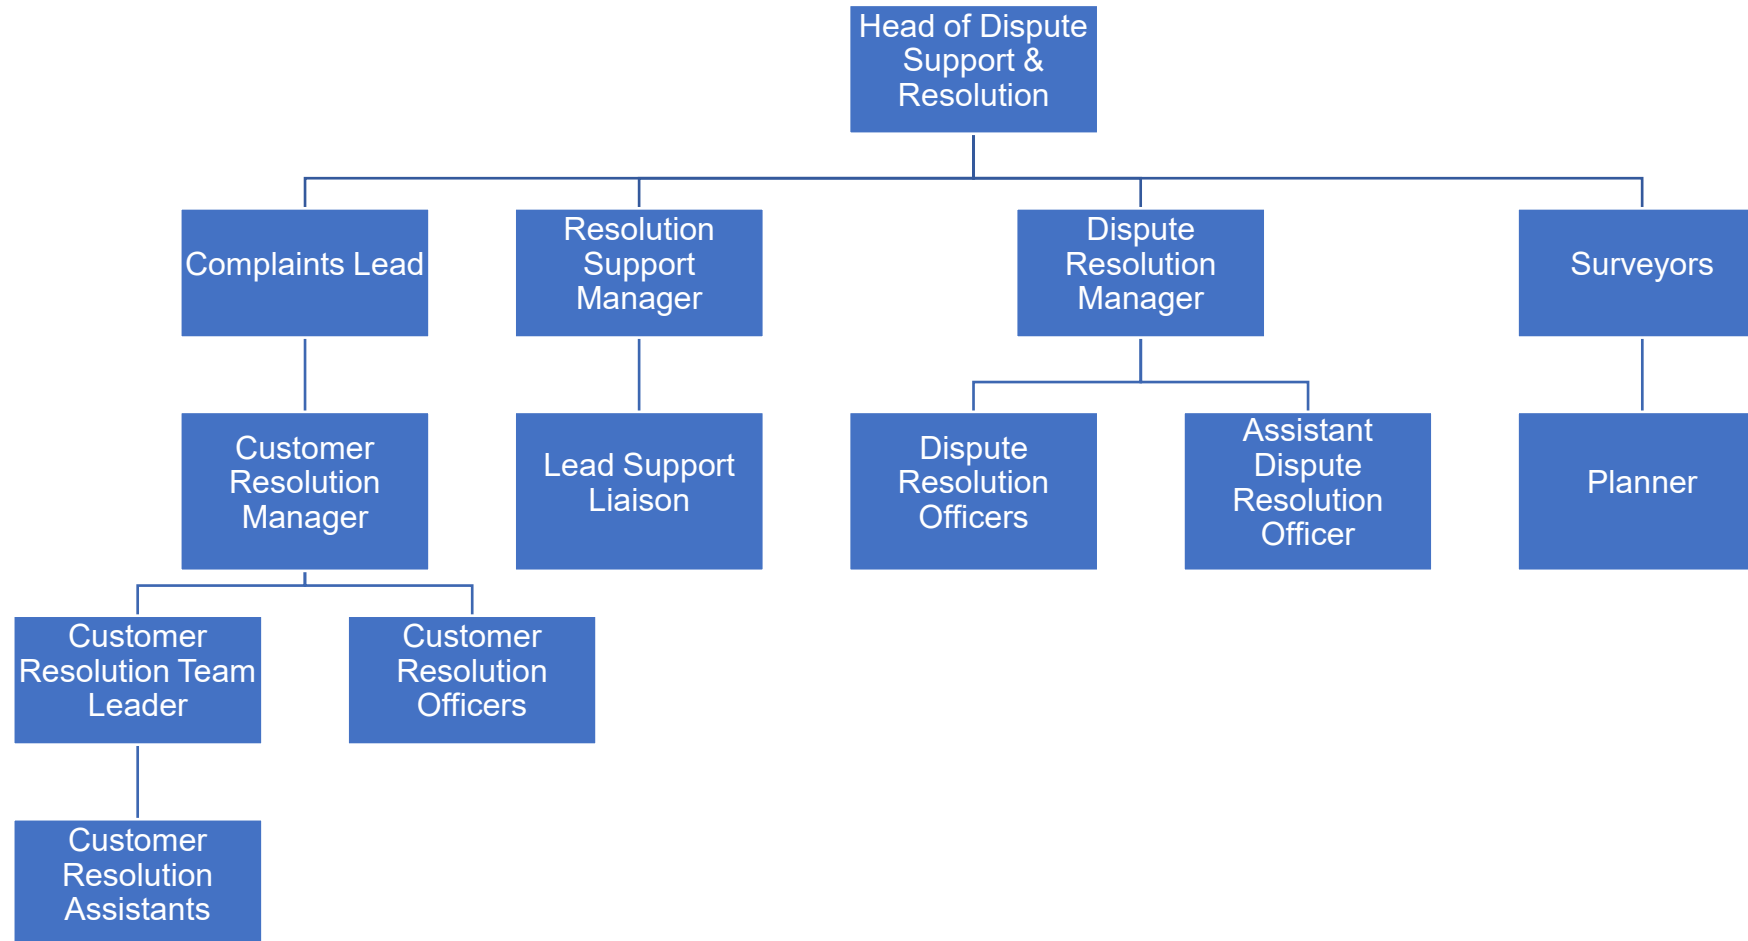 Head of Dispute
Support &
Resolution
Complaints Lead
Resolution
Support
Manager
Dispute
Resolution
Manager
Surveyors
Customer
Resolution
Manager
Lead Support
Liaison
Dispute
Resolution
Officers
Assistant
Dispute
Resolution
Officer
Planner
Customer
Resolution Team
Leader
Customer
Resolution
Officers
Customer
Resolution
Assistants